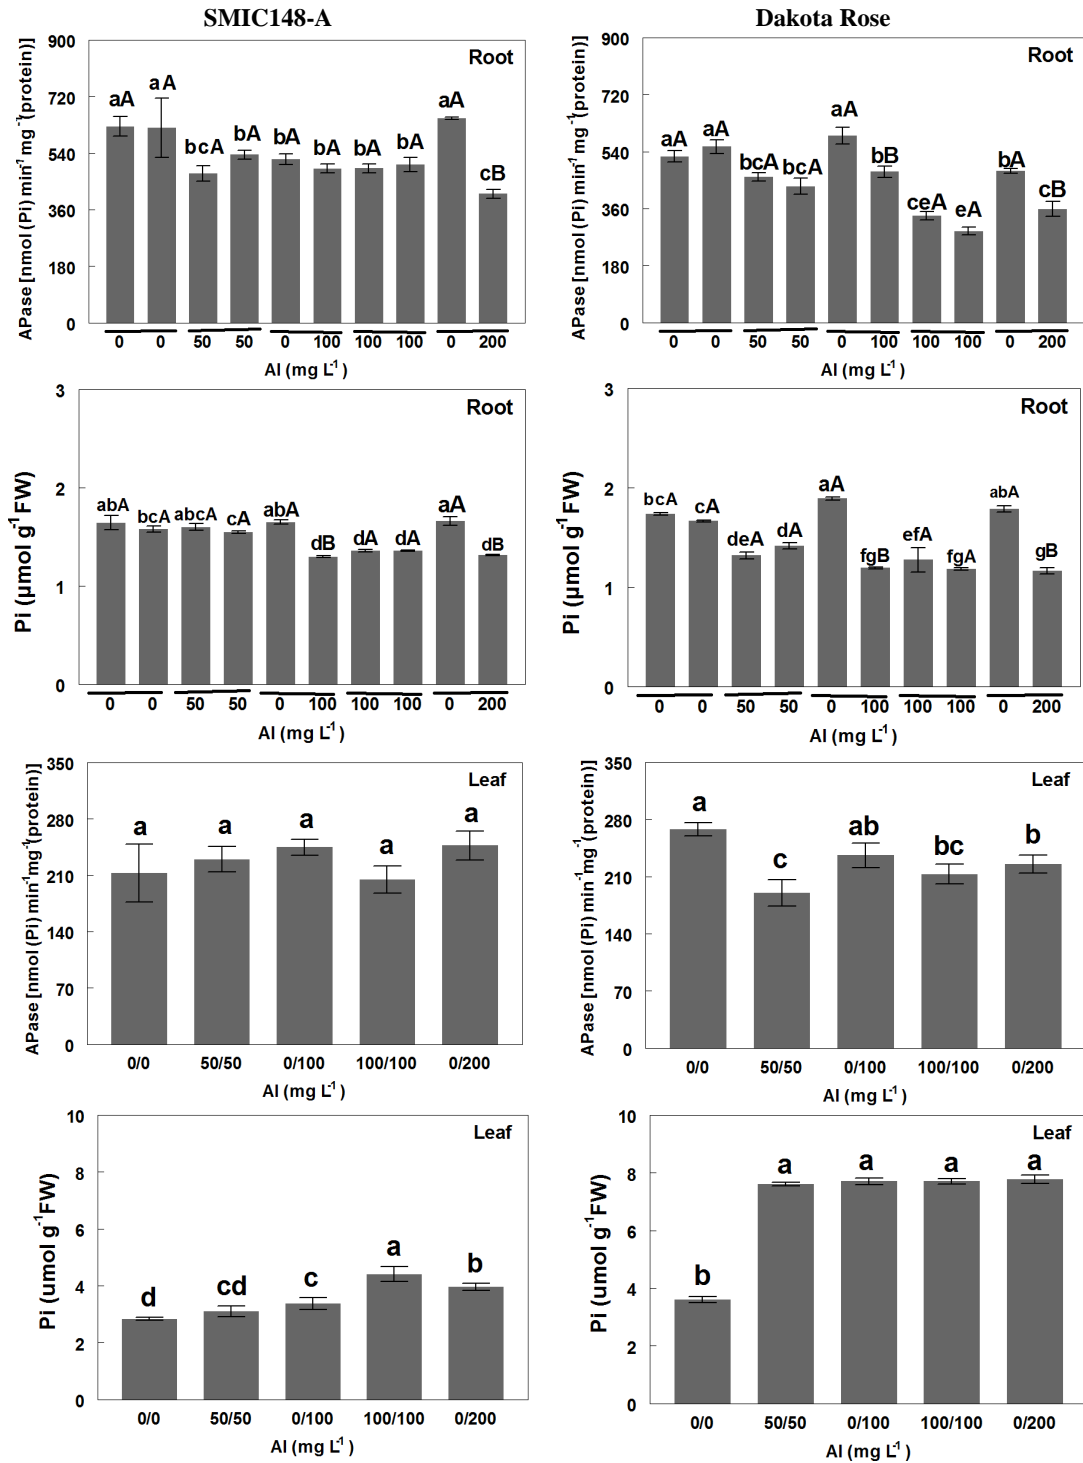 SMIC148-A
Dakota Rose
900
720
540
360
180
0
APase [nmol (Pi) min⁻¹ mg⁻¹(protein)]
Root
aA aA bcA bA bA bA bA bA aA cB
0 0 50 50 0 100 100 100 0 200
Al (mg L⁻¹ )
900
720
540
360
180
0
APase [nmol (Pi) min⁻¹ mg⁻¹(protein)]
Root
aA aA bcA bcA aA bB ceA eA bA cB
0 0 50 50 0 100 100 100 0 200
Al (mg L⁻¹ )
3
2
1
0
Pi (µmol g⁻¹ FW)
Root
abA bcA abcA cA abA dB dA dA aA dB
0 0 50 50 0 100 100 100 0 200
Al (mg L⁻¹ )
3
2
1
0
Pi (µmol g⁻¹ FW)
Root
bcA cA deA dA aA fgB efA fgA abA gB
0 0 50 50 0 100 100 100 0 200
Al (mg L⁻¹ )
350
280
210
140
70
0
APase [nmol (Pi) min⁻¹mg⁻¹(protein)]
Leaf
a a a a a
0/0 50/50 0/100 100/100 0/200
Al (mg L⁻¹ )
350
280
210
140
70
0
APase [nmol (Pi) min⁻¹mg⁻¹(protein)]
Leaf
a c ab bc b
0/0 50/50 0/100 100/100 0/200
Al (mg L⁻¹ )
10
8
6
4
2
0
Pi (umol g⁻¹FW)
Leaf
d cd c a b
0/0 50/50 0/100 100/100 0/200
Al (mg L⁻¹ )
10
8
6
4
2
0
Pi (umol g⁻¹FW)
Leaf
b a a a a
0/0 50/50 0/100 100/100 0/200
Al (mg L⁻¹ )